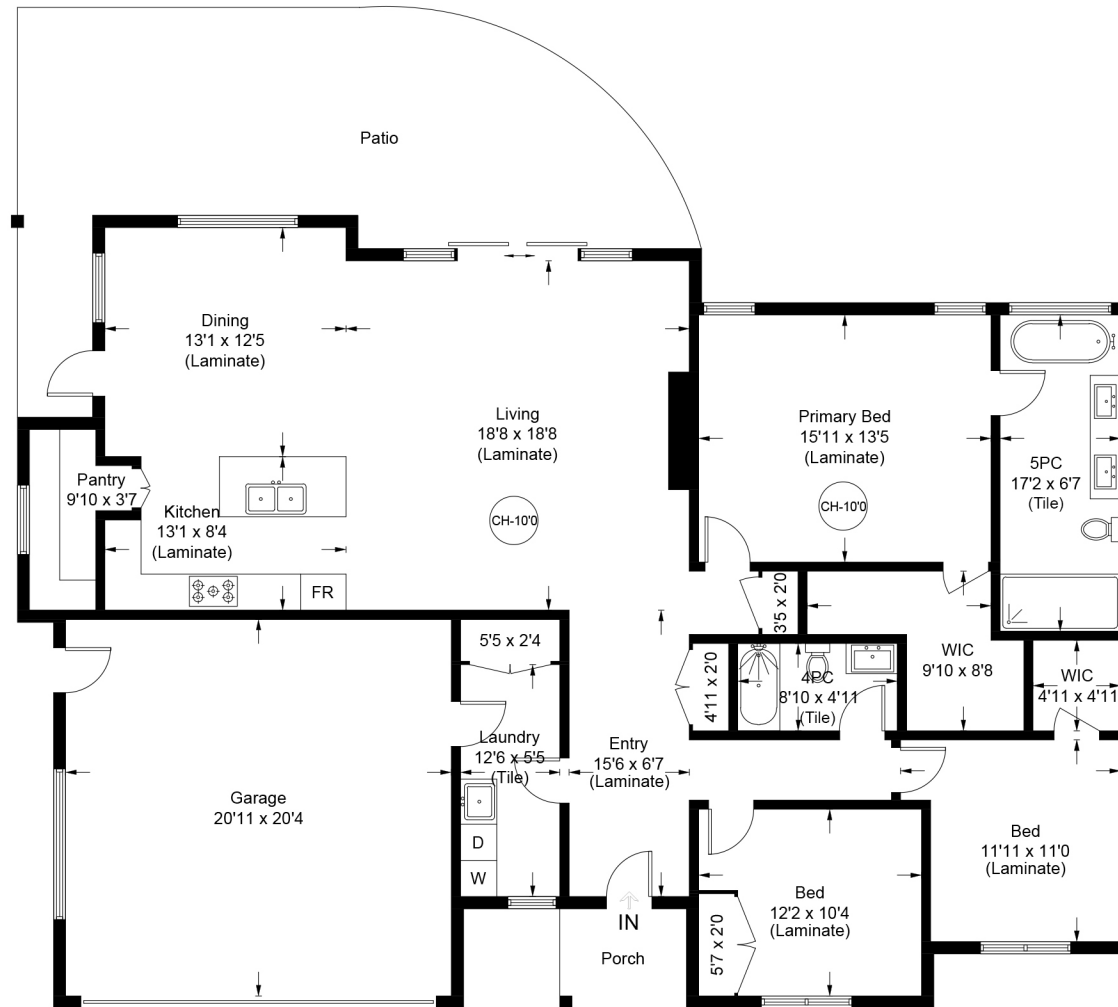 Patio
Dining
13'1 x 12'5
(Laminate)
Living
18'8 x 18'8
(Laminate)
CH-10'0
Primary Bed
15'11 x 13'5
(Laminate)
CH-10'0
5PC
17'2 x 6'7
(Tile)
Pantry
9'10 x 3'7
Kitchen
13'1 x 8'4
(Laminate)
FR
3'5 x 2'0
5'5 x 2'4
4'11 x 2'0
4PC
8'10 x 4'11
(Tile)
WIC
9'10 x 8'8
WIC
4'11 x 4'11
Laundry
12'6 x 5'5
(Tile)
Entry
15'6 x 6'7
(Laminate)
Garage
20'11 x 20'4
D
W
Bed
11'11 x 11'0
(Laminate)
Bed
12'2 x 10'4
(Laminate)
5'7 x 2'0
IN
Porch